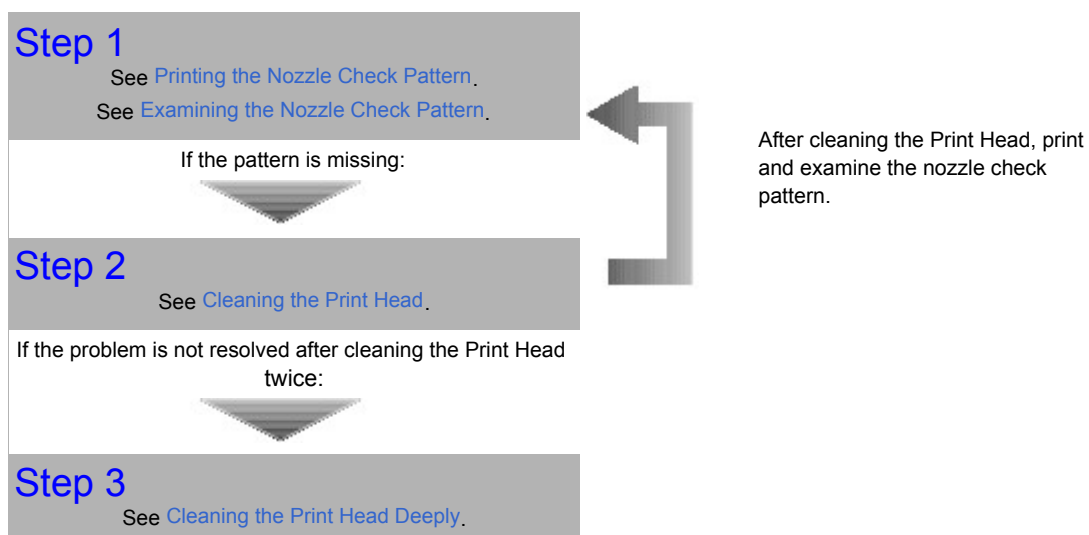 Step 1
See Printing the Nozzle Check Pattern.
See Examining the Nozzle Check Pattern.
If the pattern is missing:
After cleaning the Print Head, print
and examine the nozzle check
pattern.
Step 2
See Cleaning the Print Head.
If the problem is not resolved after cleaning the Print Head
twice:
Step 3
See Cleaning the Print Head Deeply.